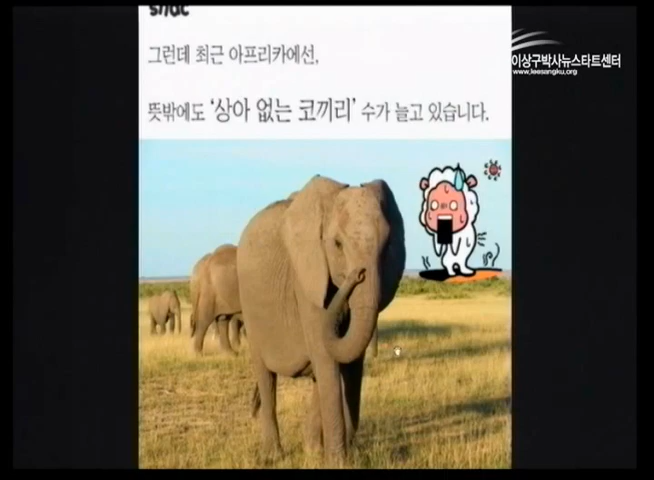 그런데 최근 아프리카에선,
이상구박사뉴스타트센터
www.leesangku.org
뜻밖에도 '상아 없는 코끼리' 수가 늘고 있습니다.